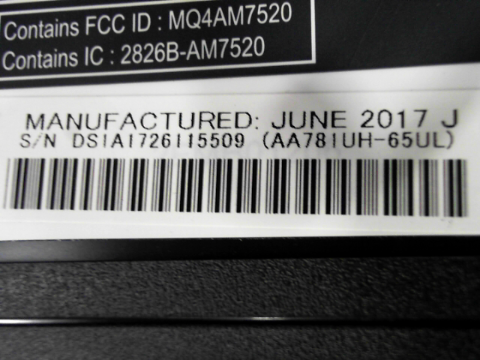 Contains FCC ID : MQ4AM7520
Contains IC : 2826B-AM7520
MANUFACTURED: JUNE 2017 J
S/N DS1A1726115509 (AA781UH-65UL)